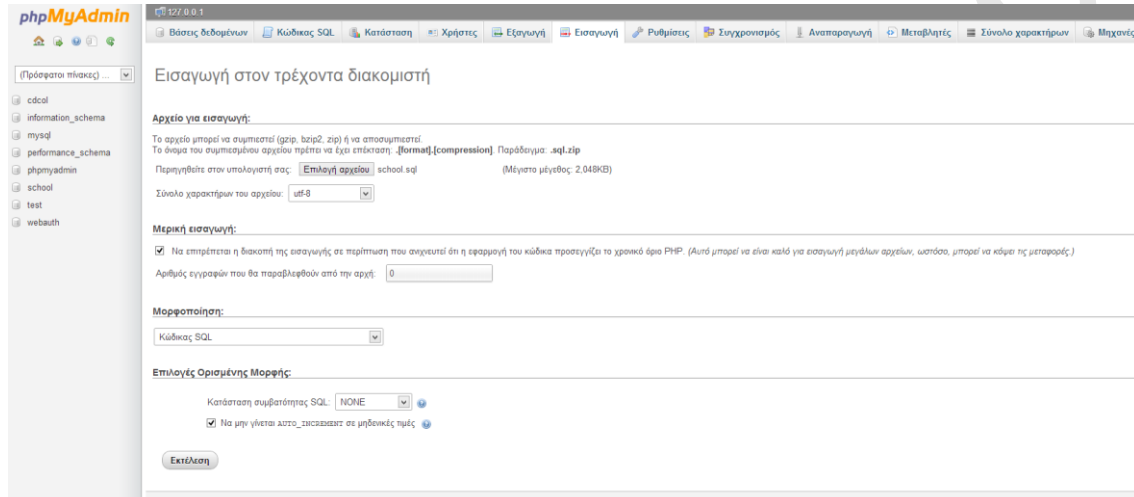 phpMyAdmin
127.0.0.1
Βάσεις δεδομένων Κώδικας SQL Κατάσταση Χρήστες Εξαγωγή Εισαγωγή Ρυθμίσεις Συγχρονισμός Αναπαραγωγή Μεταβλητές Σύνολο χαρακτήρων Μηχανές
(Πρόσφατοι πίνακες) ...
cdcol
information_schema
mysql
performance_schema
phpmyadmin
school
test
webauth
Εισαγωγή στον τρέχοντα διακομιστή
Αρχείο για εισαγωγή:
Το αρχείο μπορεί να συμπιεστεί (gzip, bzip2, zip) ή να αποσυμπιεστεί.
Το όνομα του συμπιεσμένου αρχείου πρέπει να έχει επέκταση: .[format].[compression]. Παράδειγμα: .sql.zip
Περιηγηθείτε στον υπολογιστή σας: Επιλογή αρχείου school.sql (Μέγιστο μέγεθος: 2,048KB)
Σύνολο χαρακτήρων του αρχείου: utf-8
Μερική εισαγωγή:
Να επιτρέπεται η διακοπή της εισαγωγής σε περίπτωση που ανιχνευτεί ότι η εφαρμογή του κώδικα προσεγγίζει το χρονικό όριο PHP. (Αυτό μπορεί να είναι καλό για εισαγωγή μεγάλων αρχείων, ωστόσο, μπορεί να κόψει τις μεταφορές.)
Αριθμός εγγραφών που θα παραβλεφθούν από την αρχή: 0
Μορφοποίηση:
Κώδικας SQL
Επιλογές Ορισμένης Μορφής:
Κατάσταση συμβατότητας SQL: NONE
Να μην γίνεται AUTO_INCREMENT σε μηδενικές τιμές
Εκτέλεση